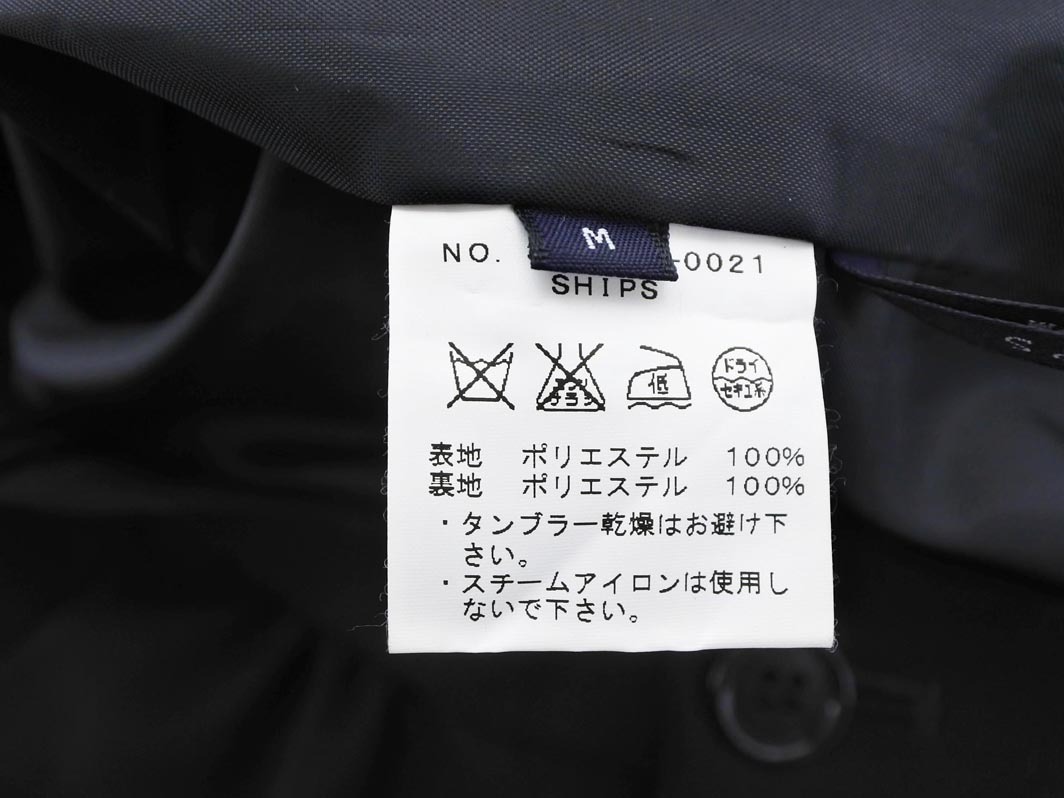 M
NO. -0021
SHIPS
低 ドライ
セキユ系
表地 ポリエステル 100%
裏地 ポリエステル 100%
・タンブラー乾燥はお避け下
さい。
・スチームアイロンは使用し
ないで下さい。